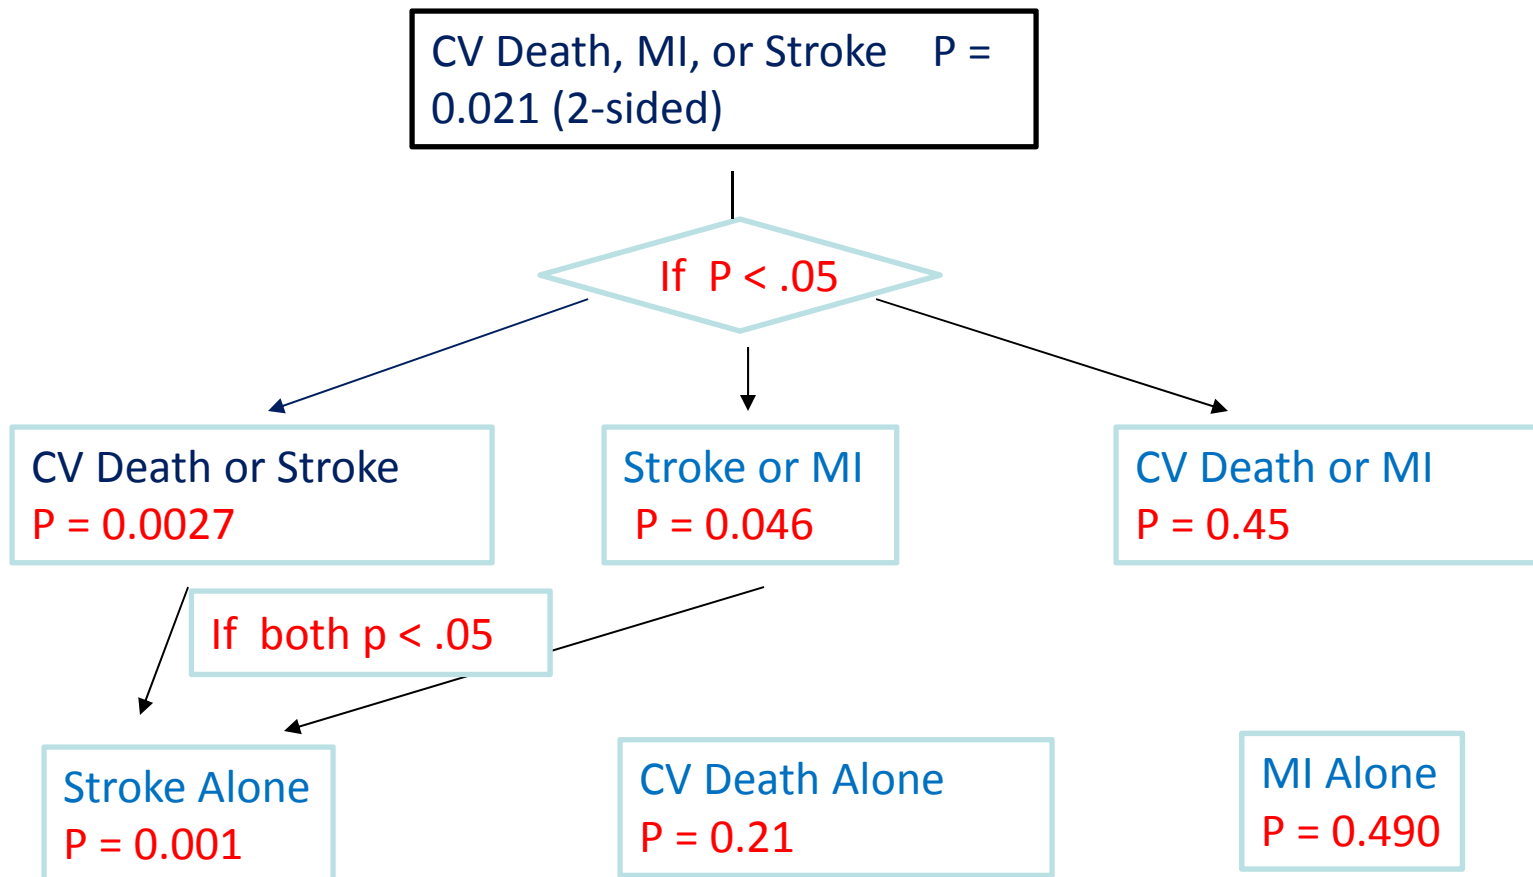 CV Death, MI, or Stroke    P =
0.021 (2-sided)
If  P < .05
CV Death or Stroke
P = 0.0027
Stroke or MI
P = 0.046
CV Death or MI
P = 0.45
If  both p < .05
Stroke Alone
P = 0.001
CV Death Alone
P = 0.21
MI Alone
P = 0.490